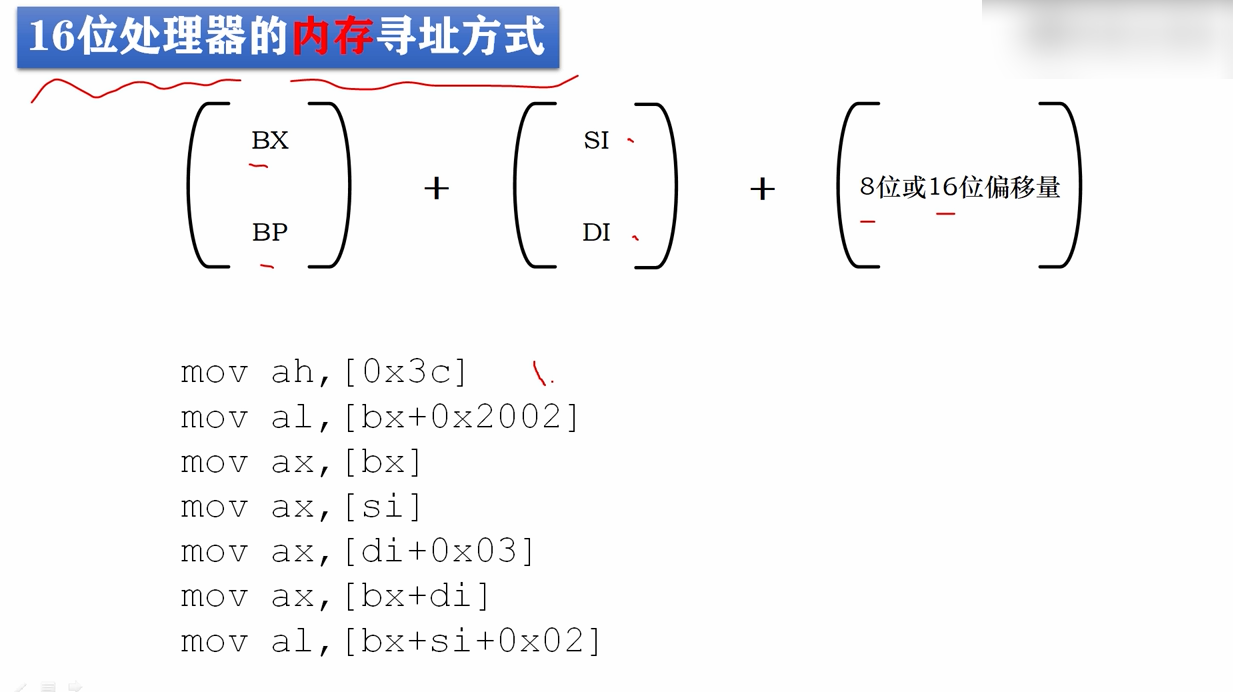 16位处理器的内存寻址方式
BX SI
+ + 8位或16位偏移量
BP DI
mov ah,[0x3c]
mov al,[bx+0x2002]
mov ax,[bx]
mov ax,[si]
mov ax,[di+0x03]
mov ax,[bx+di]
mov al,[bx+si+0x02]